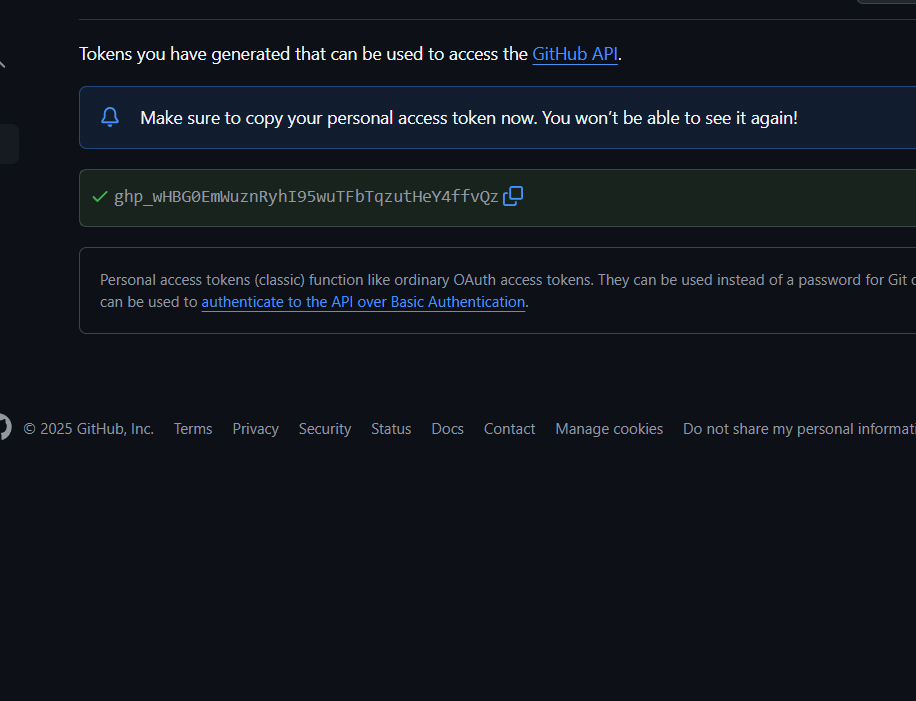 Tokens you have generated that can be used to access the GitHub API.
Make sure to copy your personal access token now. You won't be able to see it again!
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
Personal access tokens (classic) function like ordinary OAuth access tokens. They can be used instead of a password for Git
can be used to authenticate to the API over Basic Authentication.
© 2025 GitHub, Inc. Terms Privacy Security Status Docs Contact Manage cookies Do not share my personal informati